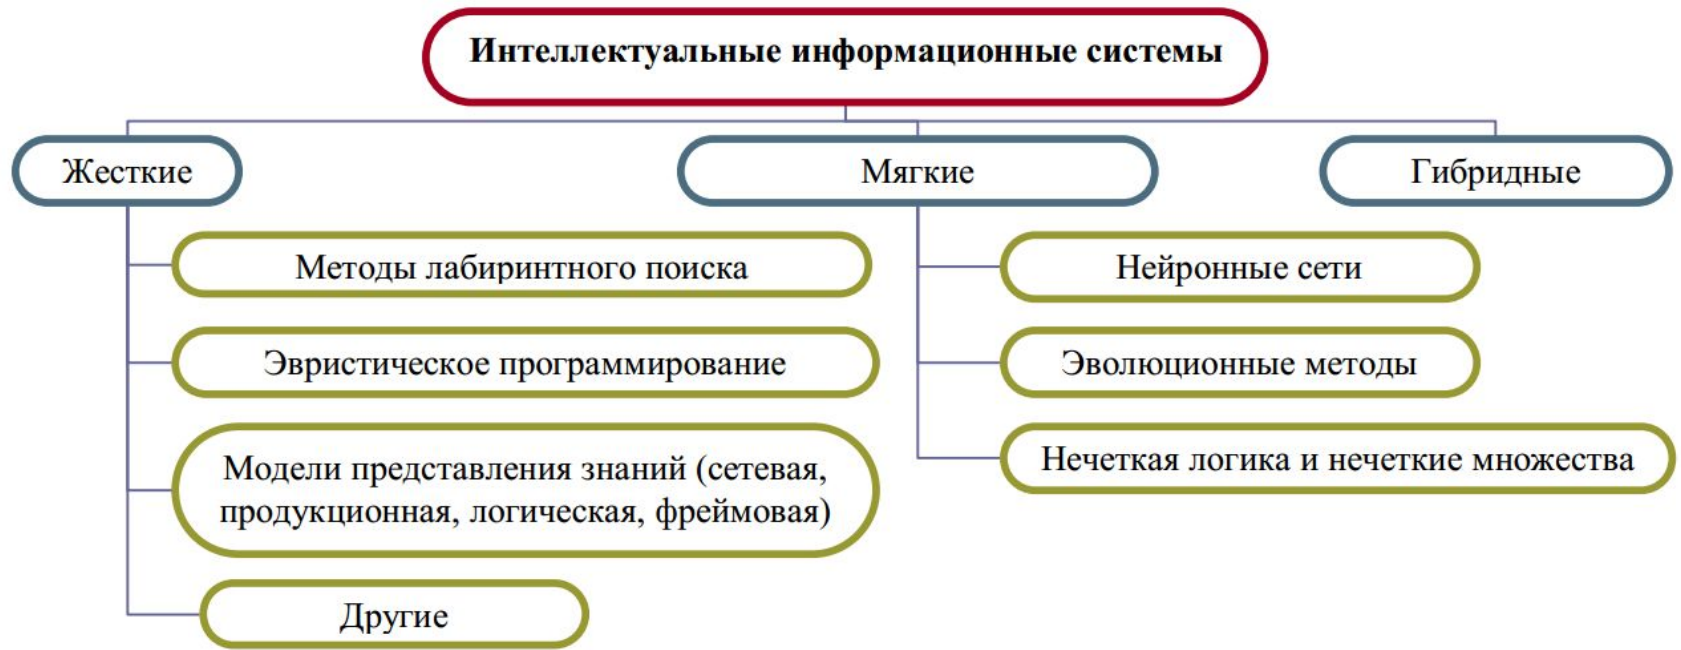 Интеллектуальные информационные системы
Жесткие
Мягкие
Гибридные
Методы лабиринтного поиска
Эвристическое программирование
Модели представления знаний (сетевая,
продукционная, логическая, фреймовая)
Другие
Нейронные сети
Эволюционные методы
Нечеткая логика и нечеткие множества